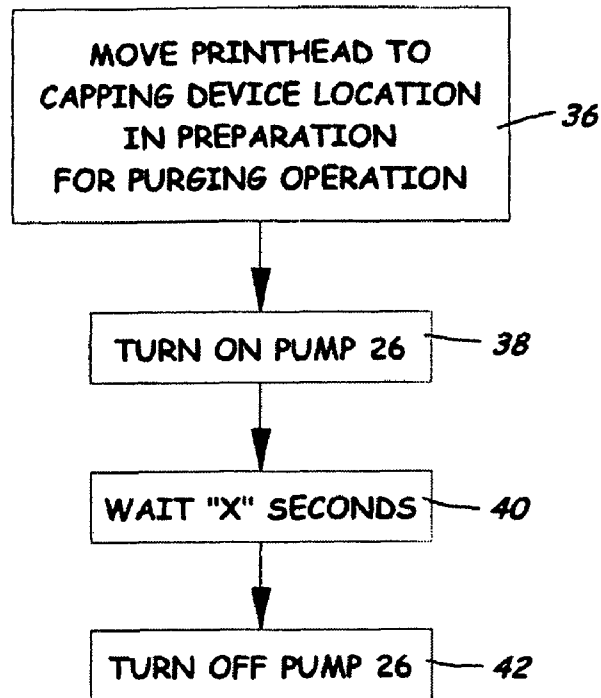 MOVE PRINTHEAD TO
CAPPING DEVICE LOCATION
IN PREPARATION
FOR PURGING OPERATION
36
TURN ON PUMP 26
38
WAIT "X" SECONDS
40
TURN OFF PUMP 26
42